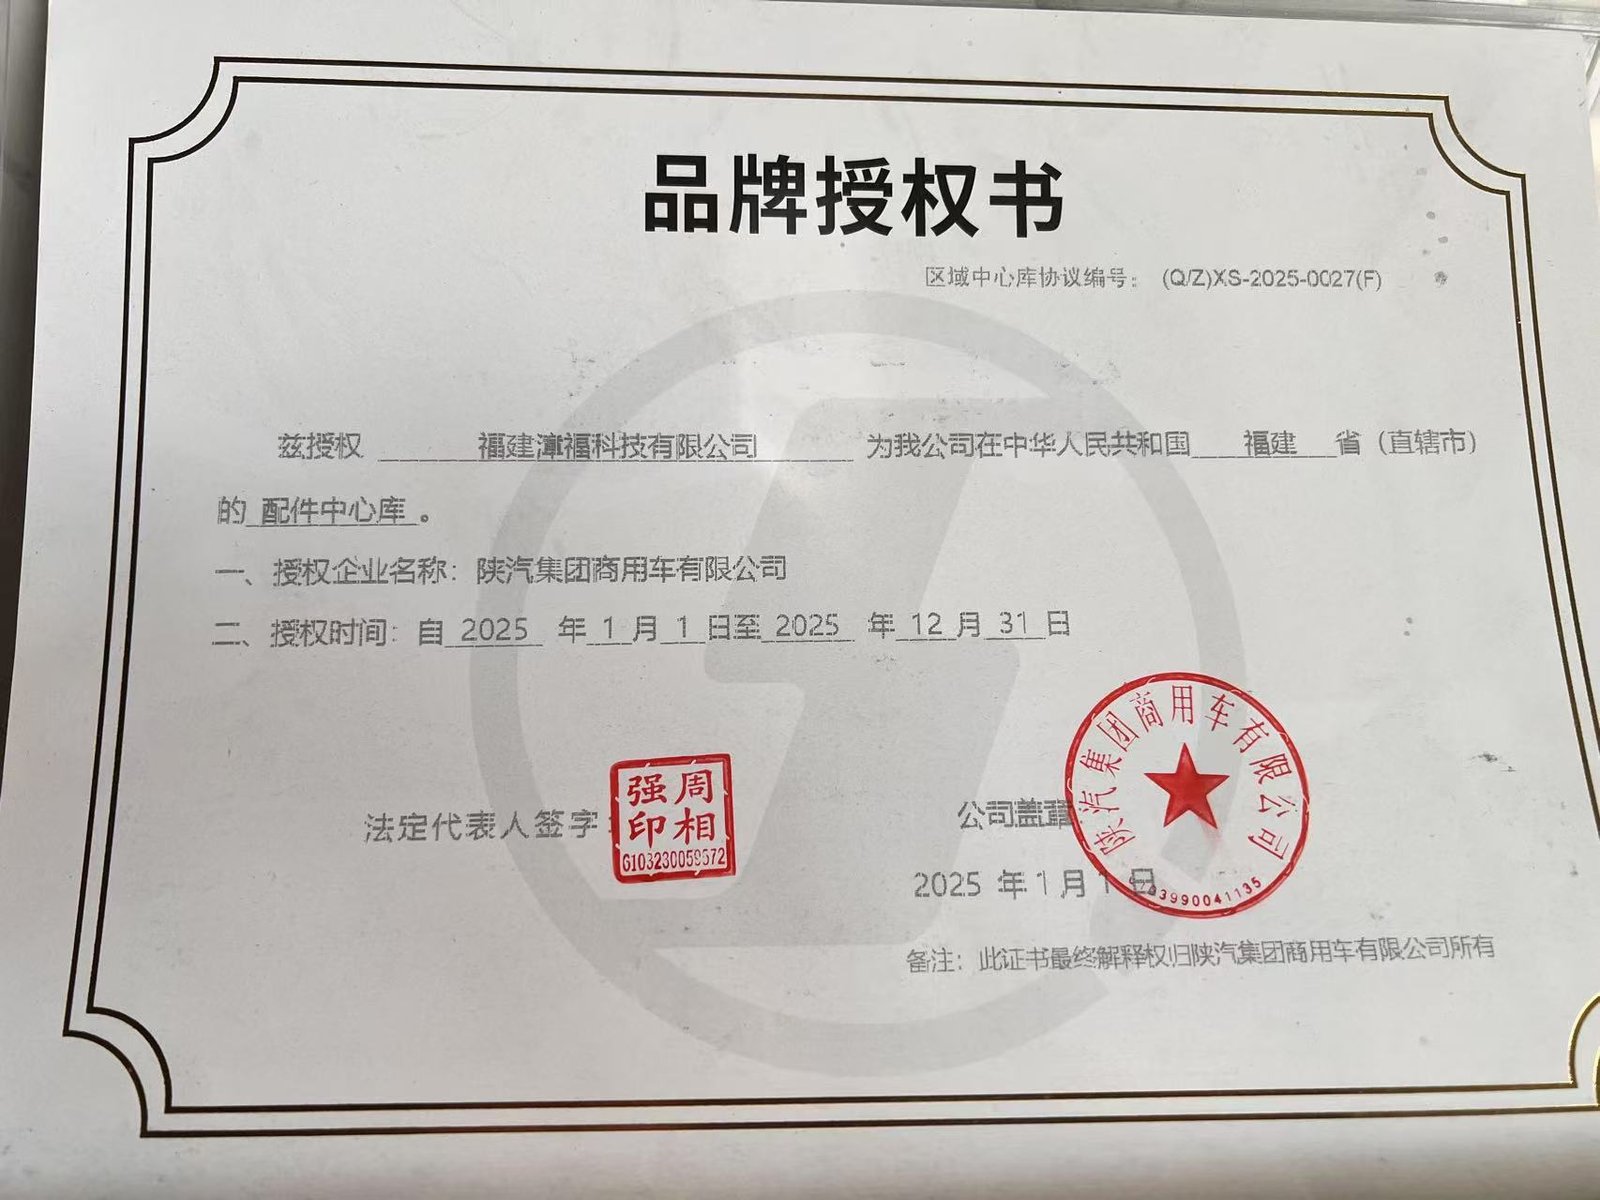 品牌授权书
区域中心库协议编号： (Q/Z)XS-2025-0027(F)
兹授权 福建漳福科技有限公司 为我公司在中华人民共和国 福建 省（直辖市）
的 配件中心库 。
一、授权企业名称：陕汽集团商用车有限公司
二、授权时间：自 2025 年 1 月 1 日至 2025 年 12 月 31 日
法定代表人签字：
周相强印
公司盖章
陕汽集团商用车有限公司
2025 年 1 月 1 日
备注：此证书最终解释权归陕汽集团商用车有限公司所有